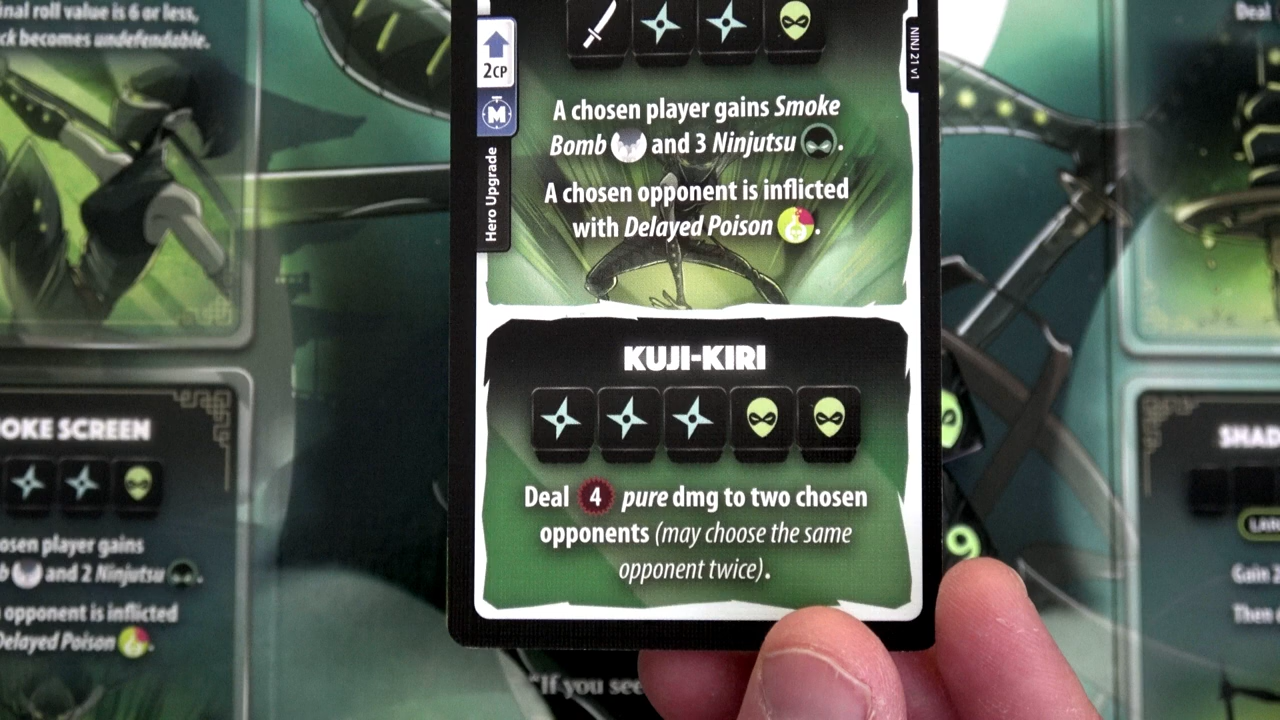 inal roll value is 6 or less,
ck becomes undefendable.
2CP
M
Hero Upgrade
NINJ 21 v1
A chosen player gains Smoke
Bomb and 3 Ninjutsu .
A chosen opponent is inflicted
with Delayed Poison .
KUJI-KIRI
Deal 4 pure dmg to two chosen
opponents (may choose the same
opponent twice).
OKE SCREEN
osen player gains
b and 2 Ninjutsu .
opponent is inflicted
Delayed Poison .
Deal
9
SHAD
Gain 2
Then
"If you see